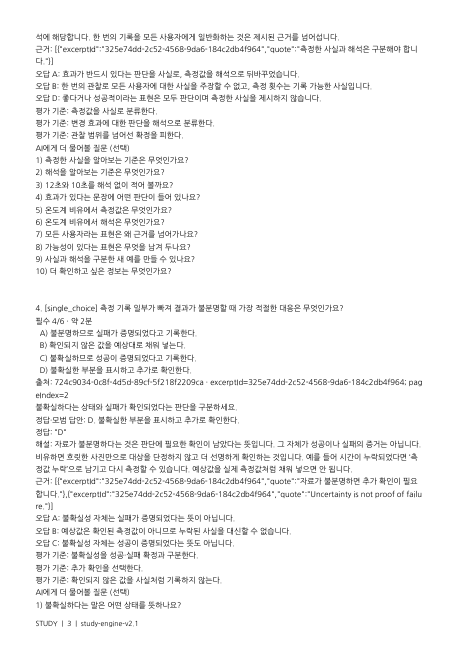 석에 해당합니다. 한 번의 기록을 모든 사용자에게 일반화하는 것은 제시된 근거를 넘어섭니다.
근거: [{"excerptId":"325e74dd-2c52-4568-9da6-184c2db4f964","quote":"측정한 사실과 해석은 구분해야 합니
다."}]
오답 A: 효과가 반드시 있다는 판단을 사실로, 측정값을 해석으로 뒤바꾸었습니다.
오답 B: 한 번의 관찰로 모든 사용자에 대한 사실을 주장할 수 없고, 측정 횟수는 기록 가능한 사실입니다.
오답 D: 좋다거나 성공적이라는 표현은 모두 판단이며 측정한 사실을 제시하지 않습니다.
평가 기준: 측정값을 사실로 분류한다.
평가 기준: 변경 효과에 대한 판단을 해석으로 분류한다.
평가 기준: 관찰 범위를 넘어선 확정을 피한다.
AI에게 더 물어볼 질문 (선택)
1) 측정한 사실을 알아보는 기준은 무엇인가요?
2) 해석을 알아보는 기준은 무엇인가요?
3) 12초와 10초를 해석 없이 적어 볼까요?
4) 효과가 있다는 문장에 어떤 판단이 들어 있나요?
5) 온도계 비유에서 측정값은 무엇인가요?
6) 온도계 비유에서 해석은 무엇인가요?
7) 모든 사용자라는 표현은 왜 근거를 넘어가나요?
8) 가능성이 있다는 표현은 무엇을 남겨 두나요?
9) 사실과 해석을 구분한 새 예를 만들 수 있나요?
10) 더 확인하고 싶은 정보는 무엇인가요?
4. [single_choice] 측정 기록 일부가 빠져 결과가 불분명할 때 가장 적절한 대응은 무엇인가요?
필수 4/6 · 약 2분
A) 불분명하므로 실패가 증명되었다고 기록한다.
B) 확인되지 않은 값을 예상대로 채워 넣는다.
C) 불확실하므로 성공이 증명되었다고 기록한다.
D) 불확실한 부분을 표시하고 추가로 확인한다.
출처: 724c9034-0c8f-4d5d-89cf-5f218f2209ca · excerptId=325e74dd-2c52-4568-9da6-184c2db4f964; pag
eIndex=2
불확실하다는 상태와 실패가 확인되었다는 판단을 구분하세요.
정답·모범 답안: D. 불확실한 부분을 표시하고 추가로 확인한다.
정답: "D"
해설: 자료가 불분명하다는 것은 판단에 필요한 확인이 남았다는 뜻입니다. 그 자체가 성공이나 실패의 증거는 아닙니다.
비유하면 흐릿한 사진만으로 대상을 단정하지 않고 더 선명하게 확인하는 것입니다. 예를 들어 시간이 누락되었다면 '측
정값 누락'으로 남기고 다시 측정할 수 있습니다. 예상값을 실제 측정값처럼 채워 넣으면 안 됩니다.
근거: [{"excerptId":"325e74dd-2c52-4568-9da6-184c2db4f964","quote":"자료가 불분명하면 추가 확인이 필요
합니다."},{"excerptId":"325e74dd-2c52-4568-9da6-184c2db4f964","quote":"Uncertainty is not proof of failu
re."}]
오답 A: 불확실성 자체는 실패가 증명되었다는 뜻이 아닙니다.
오답 B: 예상값은 확인된 측정값이 아니므로 누락된 사실을 대신할 수 없습니다.
오답 C: 불확실성 자체는 성공이 증명되었다는 뜻도 아닙니다.
평가 기준: 불확실성을 성공·실패 확정과 구분한다.
평가 기준: 추가 확인을 선택한다.
평가 기준: 확인되지 않은 값을 사실처럼 기록하지 않는다.
AI에게 더 물어볼 질문 (선택)
1) 불확실하다는 말은 어떤 상태를 뜻하나요?
STUDY | 3 | study-engine-v2.1